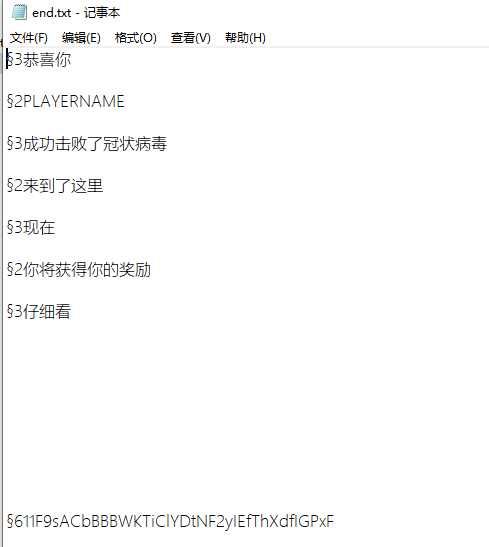 end.txt - 记事本
文件(F) 编辑(E) 格式(O) 查看(V) 帮助(H)
§3恭喜你
§2PLAYERNAME
§3成功击败了冠状病毒
§2来到了这里
§3现在
§2你将获得你的奖励
§3仔细看
§611F9sACbBBBWKTiClYDtNF2yIEfThXdfIGPxF